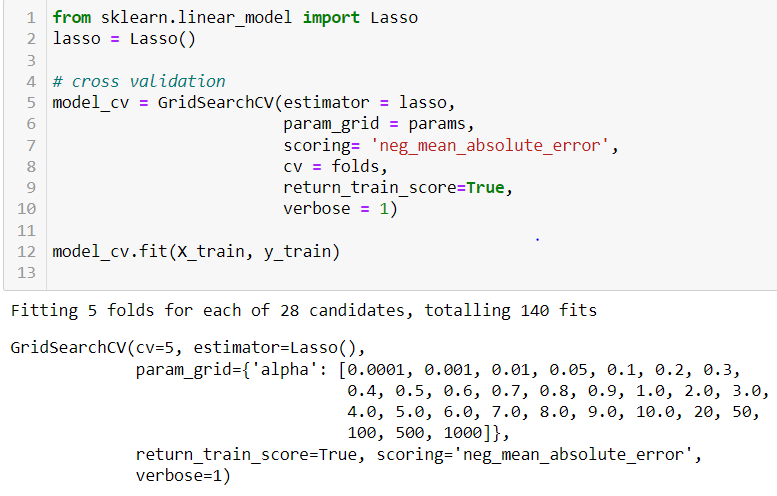 1 from sklearn.linear_model import Lasso
2 lasso = Lasso()
3
4 # cross validation
5 model_cv = GridSearchCV(estimator = lasso,
6                         param_grid = params,
7                         scoring= 'neg_mean_absolute_error',
8                         cv = folds,
9                         return_train_score=True,
10                         verbose = 1)
11
12 model_cv.fit(X_train, y_train)
13
Fitting 5 folds for each of 28 candidates, totalling 140 fits
GridSearchCV(cv=5, estimator=Lasso(),
             param_grid={'alpha': [0.0001, 0.001, 0.01, 0.05, 0.1, 0.2, 0.3,
                                   0.4, 0.5, 0.6, 0.7, 0.8, 0.9, 1.0, 2.0, 3.0,
                                   4.0, 5.0, 6.0, 7.0, 8.0, 9.0, 10.0, 20, 50,
                                   100, 500, 1000]},
             return_train_score=True, scoring='neg_mean_absolute_error',
             verbose=1)